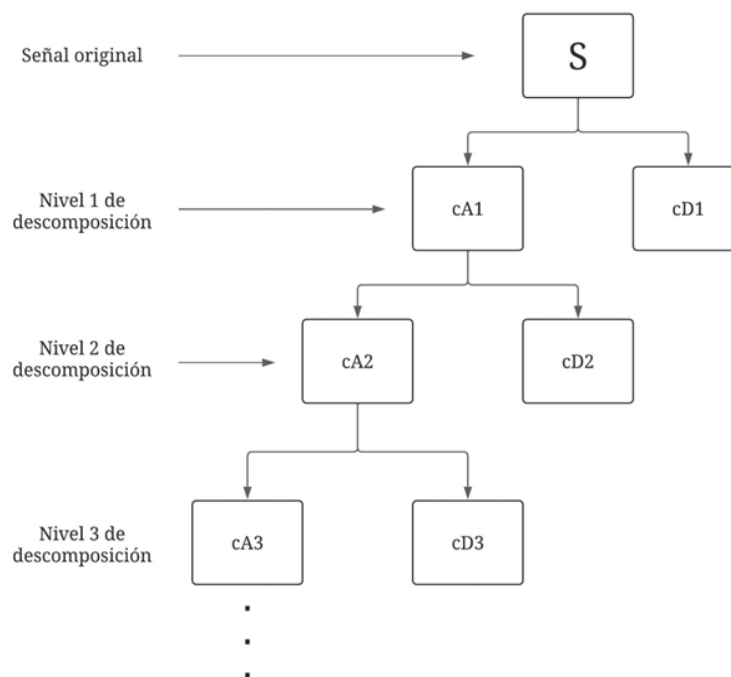 Señal original
S
Nivel 1 de
descomposición
cA1
cD1
Nivel 2 de
descomposición
cA2
cD2
Nivel 3 de
descomposición
cA3
cD3